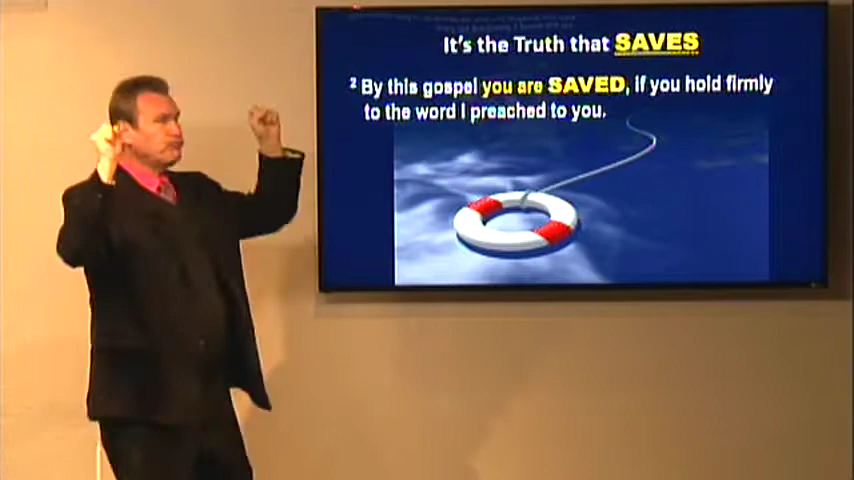 It's the Truth that SAVES
2 By this gospel you are SAVED, if you hold firmly
to the word I preached to you.